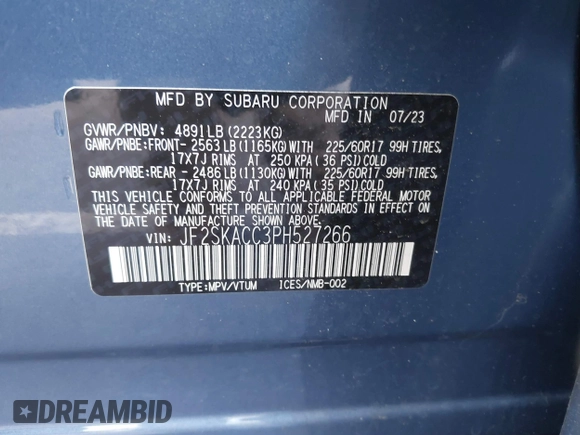 MFD BY SUBARU CORPORATION
MFD IN 07/23
GVWR/PNBV: 4891LB(2223KG)
GAWR/PNBE:FRONT- 2563LB(1165KG)WITH 225/60R17 99H TIRES,
17X7J RIMS AT 250 KPA( 36 PSI)COLD
GAWR/PNBE:REAR - 2486LB(1130KG)WITH 225/60R17 99H TIRES,
17X7J RIMS AT 240 KPA( 35 PSI)COLD
THIS VEHICLE CONFORMS TO ALL APPLICABLE FEDERAL MOTOR
VEHICLE SAFETY AND THEFT PREVENTION STANDARDS IN EFFECT ON
THE DATE OF MANUFACTURE SHOWN ABOVE.
VIN: JF2SKACC3PH527266
TYPE:MPV/VTUM ICES/NMB-002
DREAMBID